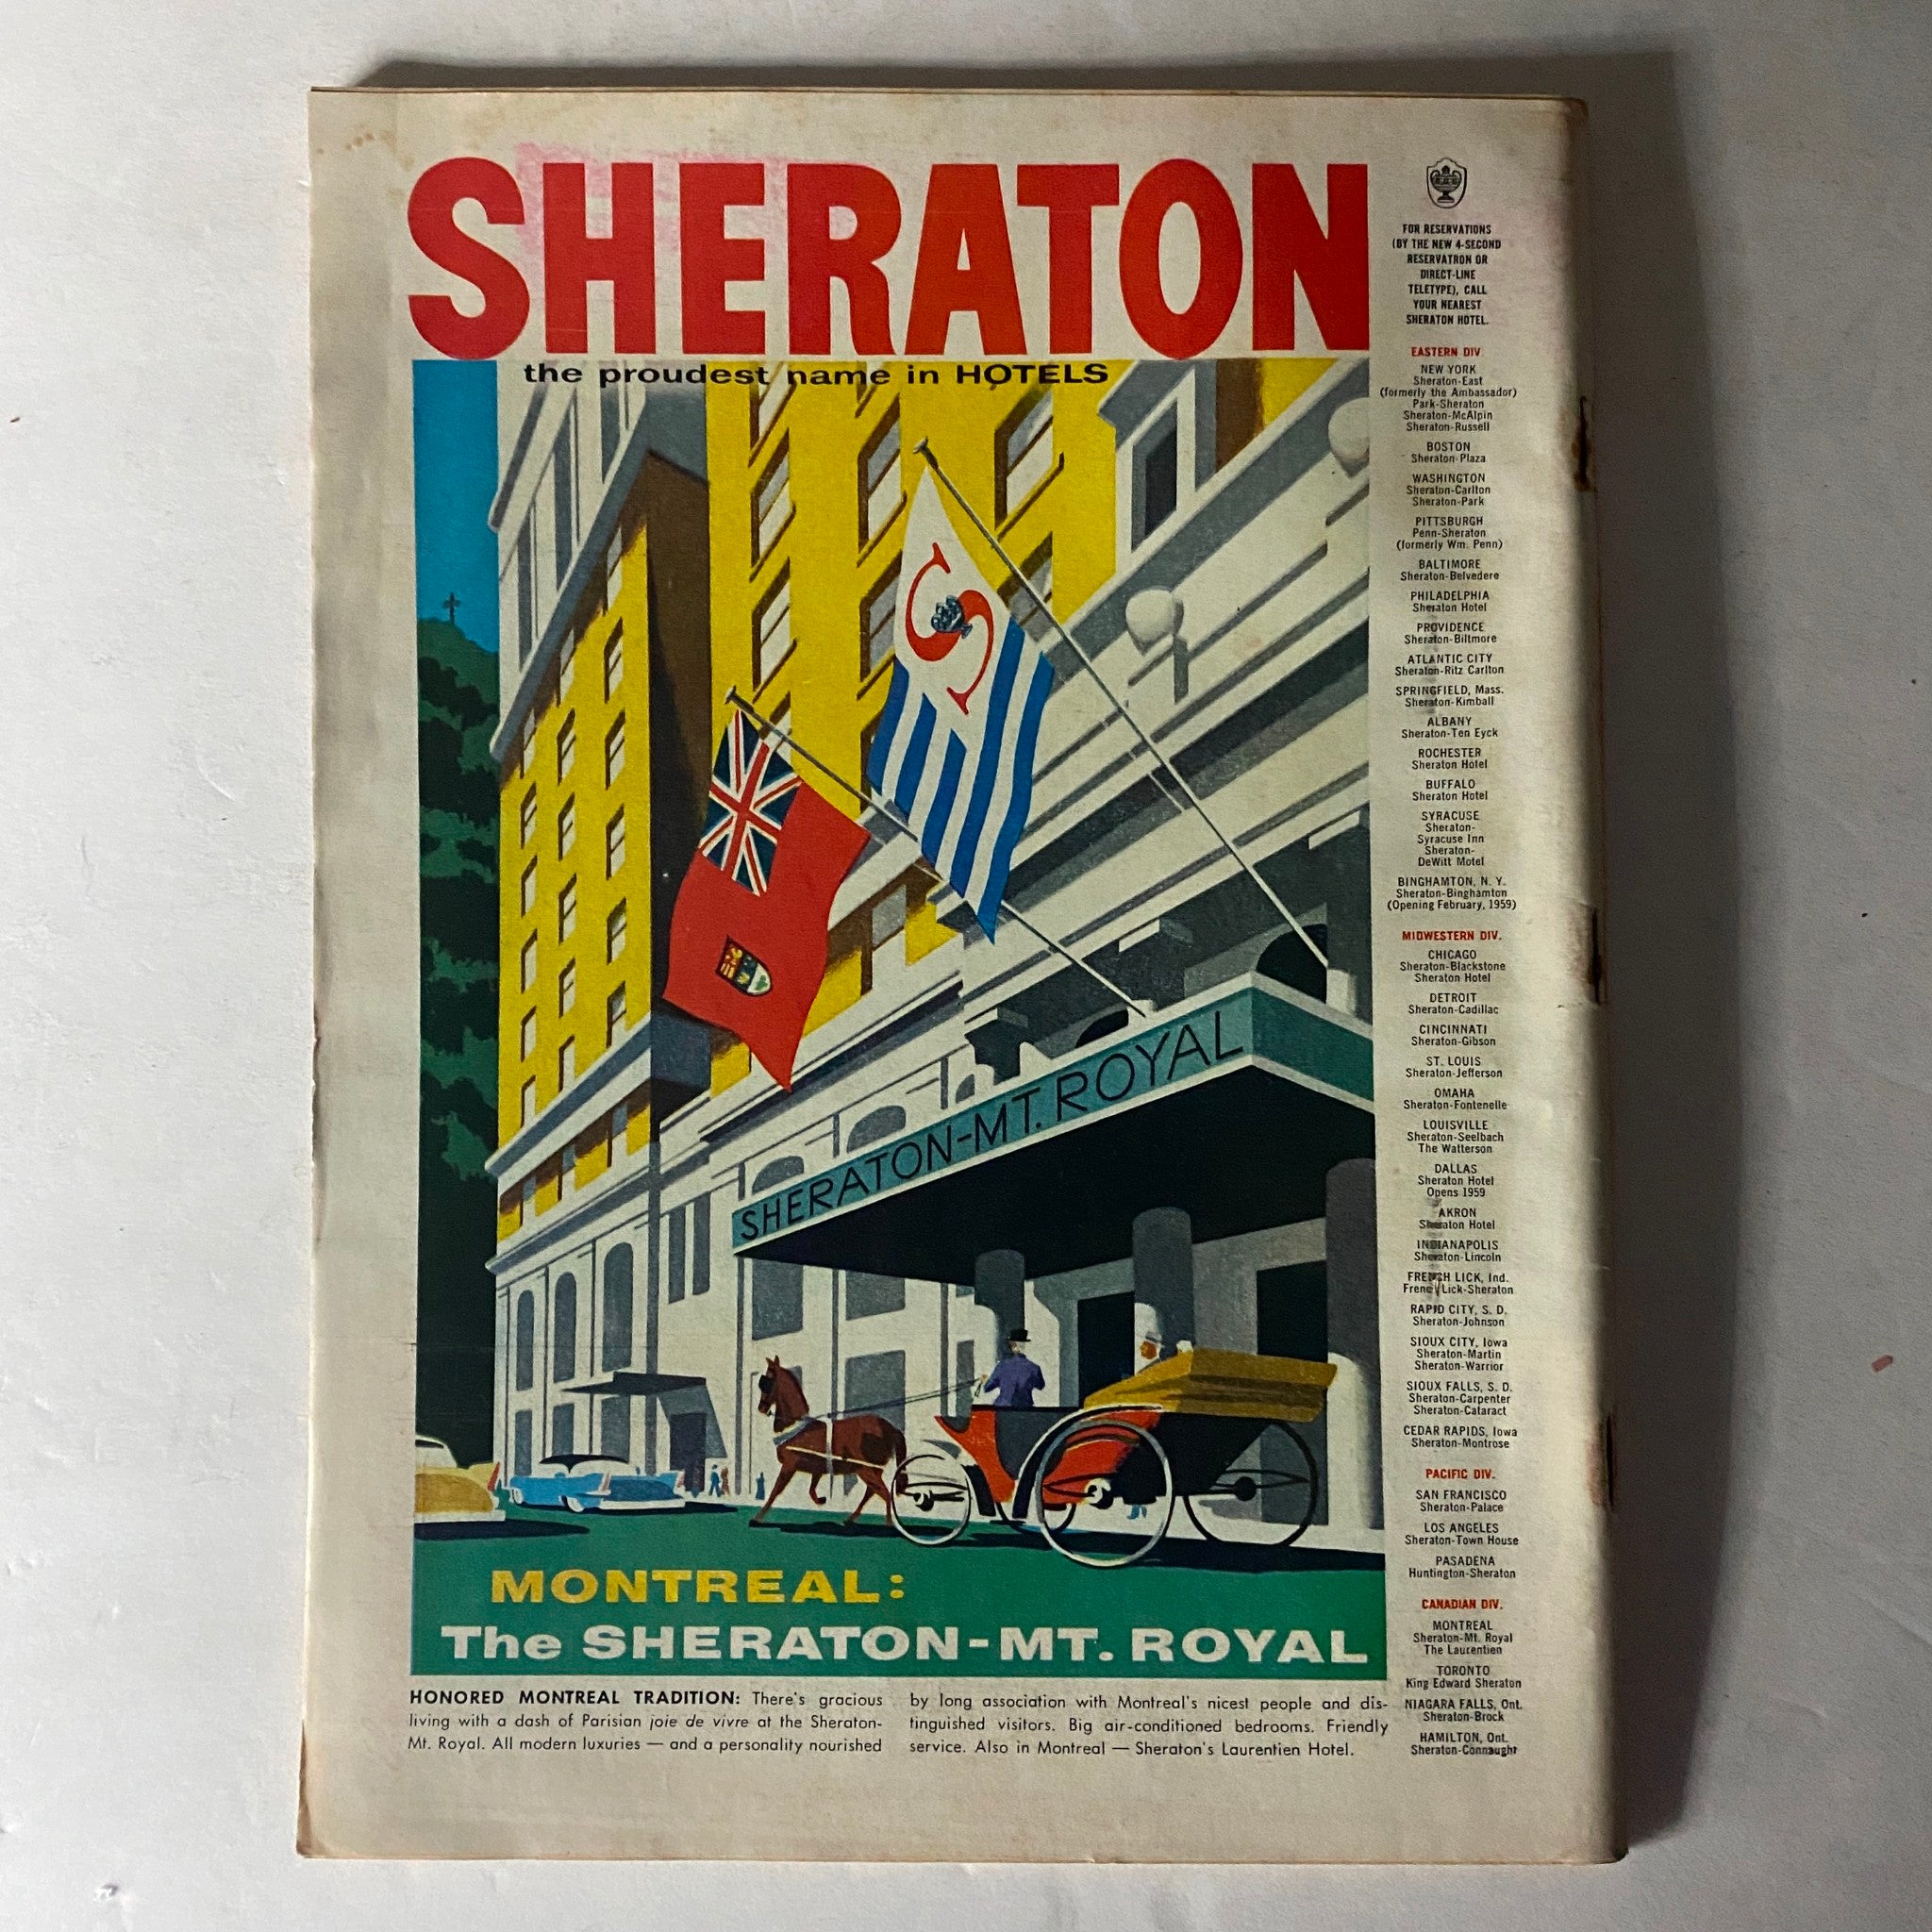 SHERATON
the proudest name in HOTELS
S
SHERATON-MT. ROYAL
MONTREAL:
The SHERATON-MT. ROYAL
HONORED MONTREAL TRADITION: There's gracious
living with a dash of Parisian joie de vivre at the Sheraton-
Mt. Royal. All modern luxuries — and a personality nourished
by long association with Montreal's nicest people and dis-
tinguished visitors. Big air-conditioned bedrooms. Friendly
service. Also in Montreal — Sheraton's Laurentien Hotel.
FOR RESERVATIONS
(BY THE NEW 4-SECOND
RESERVATRON OR
DIRECT-LINE
TELETYPE), CALL
YOUR NEAREST
SHERATON HOTEL.
EASTERN DIV.
NEW YORK
Sheraton-East
(formerly the Ambassador)
Park-Sheraton
Sheraton-McAlpin
Sheraton-Russell
BOSTON
Sheraton-Plaza
WASHINGTON
Sheraton-Carlton
Sheraton-Park
PITTSBURGH
Penn-Sheraton
(formerly Wm. Penn)
BALTIMORE
Sheraton-Belvedere
PHILADELPHIA
Sheraton Hotel
PROVIDENCE
Sheraton-Biltmore
ATLANTIC CITY
Sheraton-Ritz Carlton
SPRINGFIELD, Mass.
Sheraton-Kimball
ALBANY
Sheraton-Ten Eyck
ROCHESTER
Sheraton Hotel
BUFFALO
Sheraton Hotel
SYRACUSE
Sheraton-
Syracuse Inn
Sheraton-
DeWitt Motel
BINGHAMTON, N. Y.
Sheraton-Binghamton
(Opening February, 1959)
MIDWESTERN DIV.
CHICAGO
Sheraton-Blackstone
Sheraton Hotel
DETROIT
Sheraton-Cadillac
CINCINNATI
Sheraton-Gibson
ST. LOUIS
Sheraton-Jefferson
OMAHA
Sheraton-Fontenelle
LOUISVILLE
Sheraton-Seelbach
The Watterson
DALLAS
Sheraton Hotel
Opens 1959
AKRON
Sheraton Hotel
INDIANAPOLIS
Sheraton-Lincoln
FRENCH LICK, Ind.
French Lick-Sheraton
RAPID CITY, S. D.
Sheraton-Johnson
SIOUX CITY, Iowa
Sheraton-Martin
Sheraton-Warrior
SIOUX FALLS, S. D.
Sheraton-Carpenter
Sheraton-Cataract
CEDAR RAPIDS, Iowa
Sheraton-Montrose
PACIFIC DIV.
SAN FRANCISCO
Sheraton-Palace
LOS ANGELES
Sheraton-Town House
PASADENA
Huntington-Sheraton
CANADIAN DIV.
MONTREAL
Sheraton-Mt. Royal
The Laurentien
TORONTO
King Edward Sheraton
NIAGARA FALLS, Ont.
Sheraton-Brock
HAMILTON, Ont.
Sheraton-Connaught